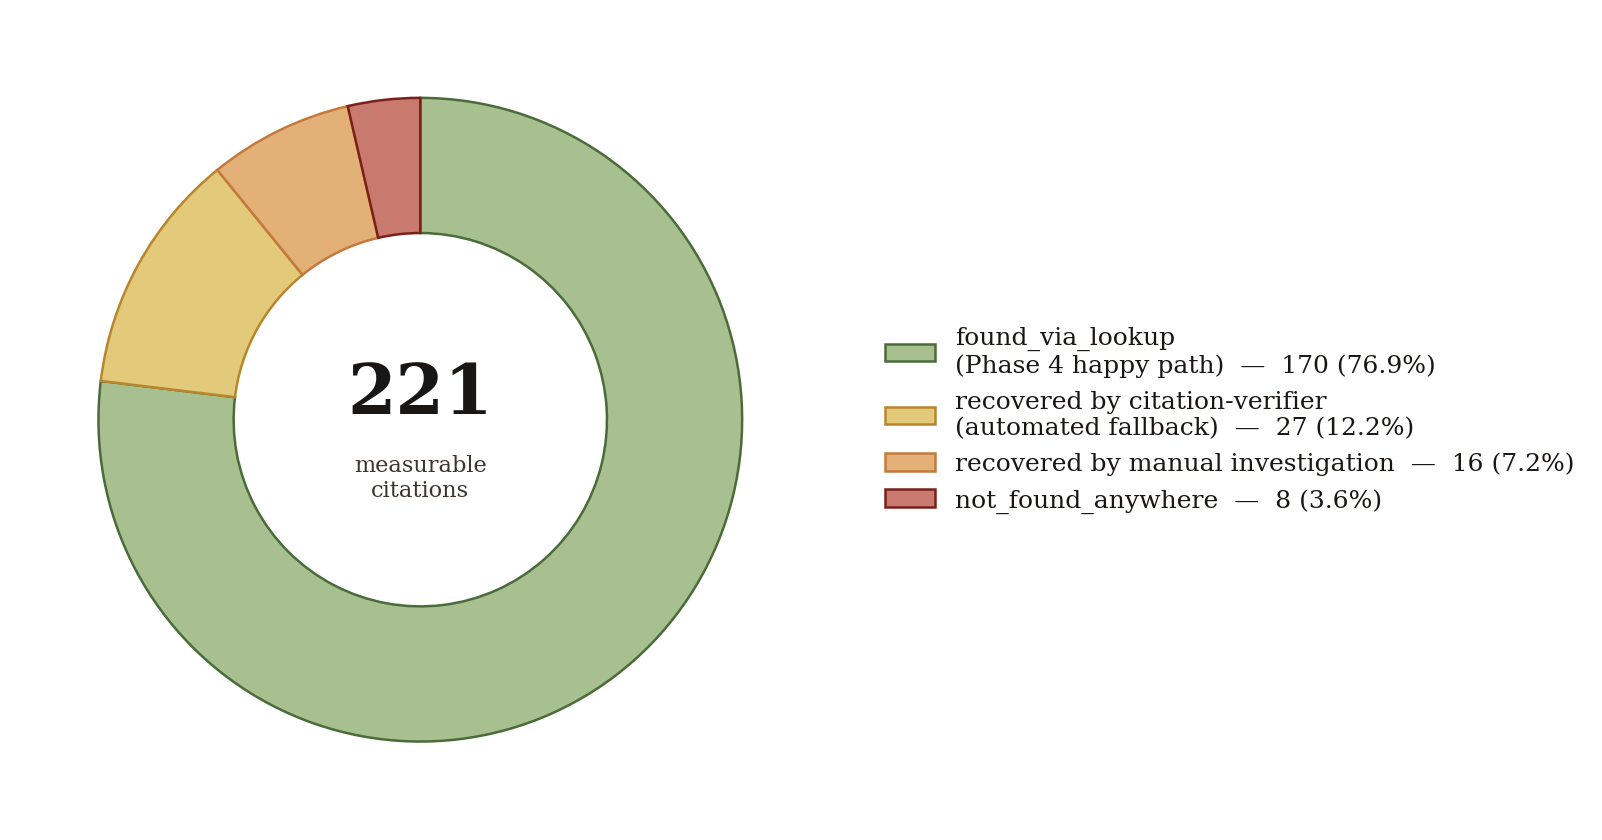 221
measurable
citations
found_via_lookup
(Phase 4 happy path) — 170 (76.9%)
recovered by citation-verifier
(automated fallback) — 27 (12.2%)
recovered by manual investigation — 16 (7.2%)
not_found_anywhere — 8 (3.6%)